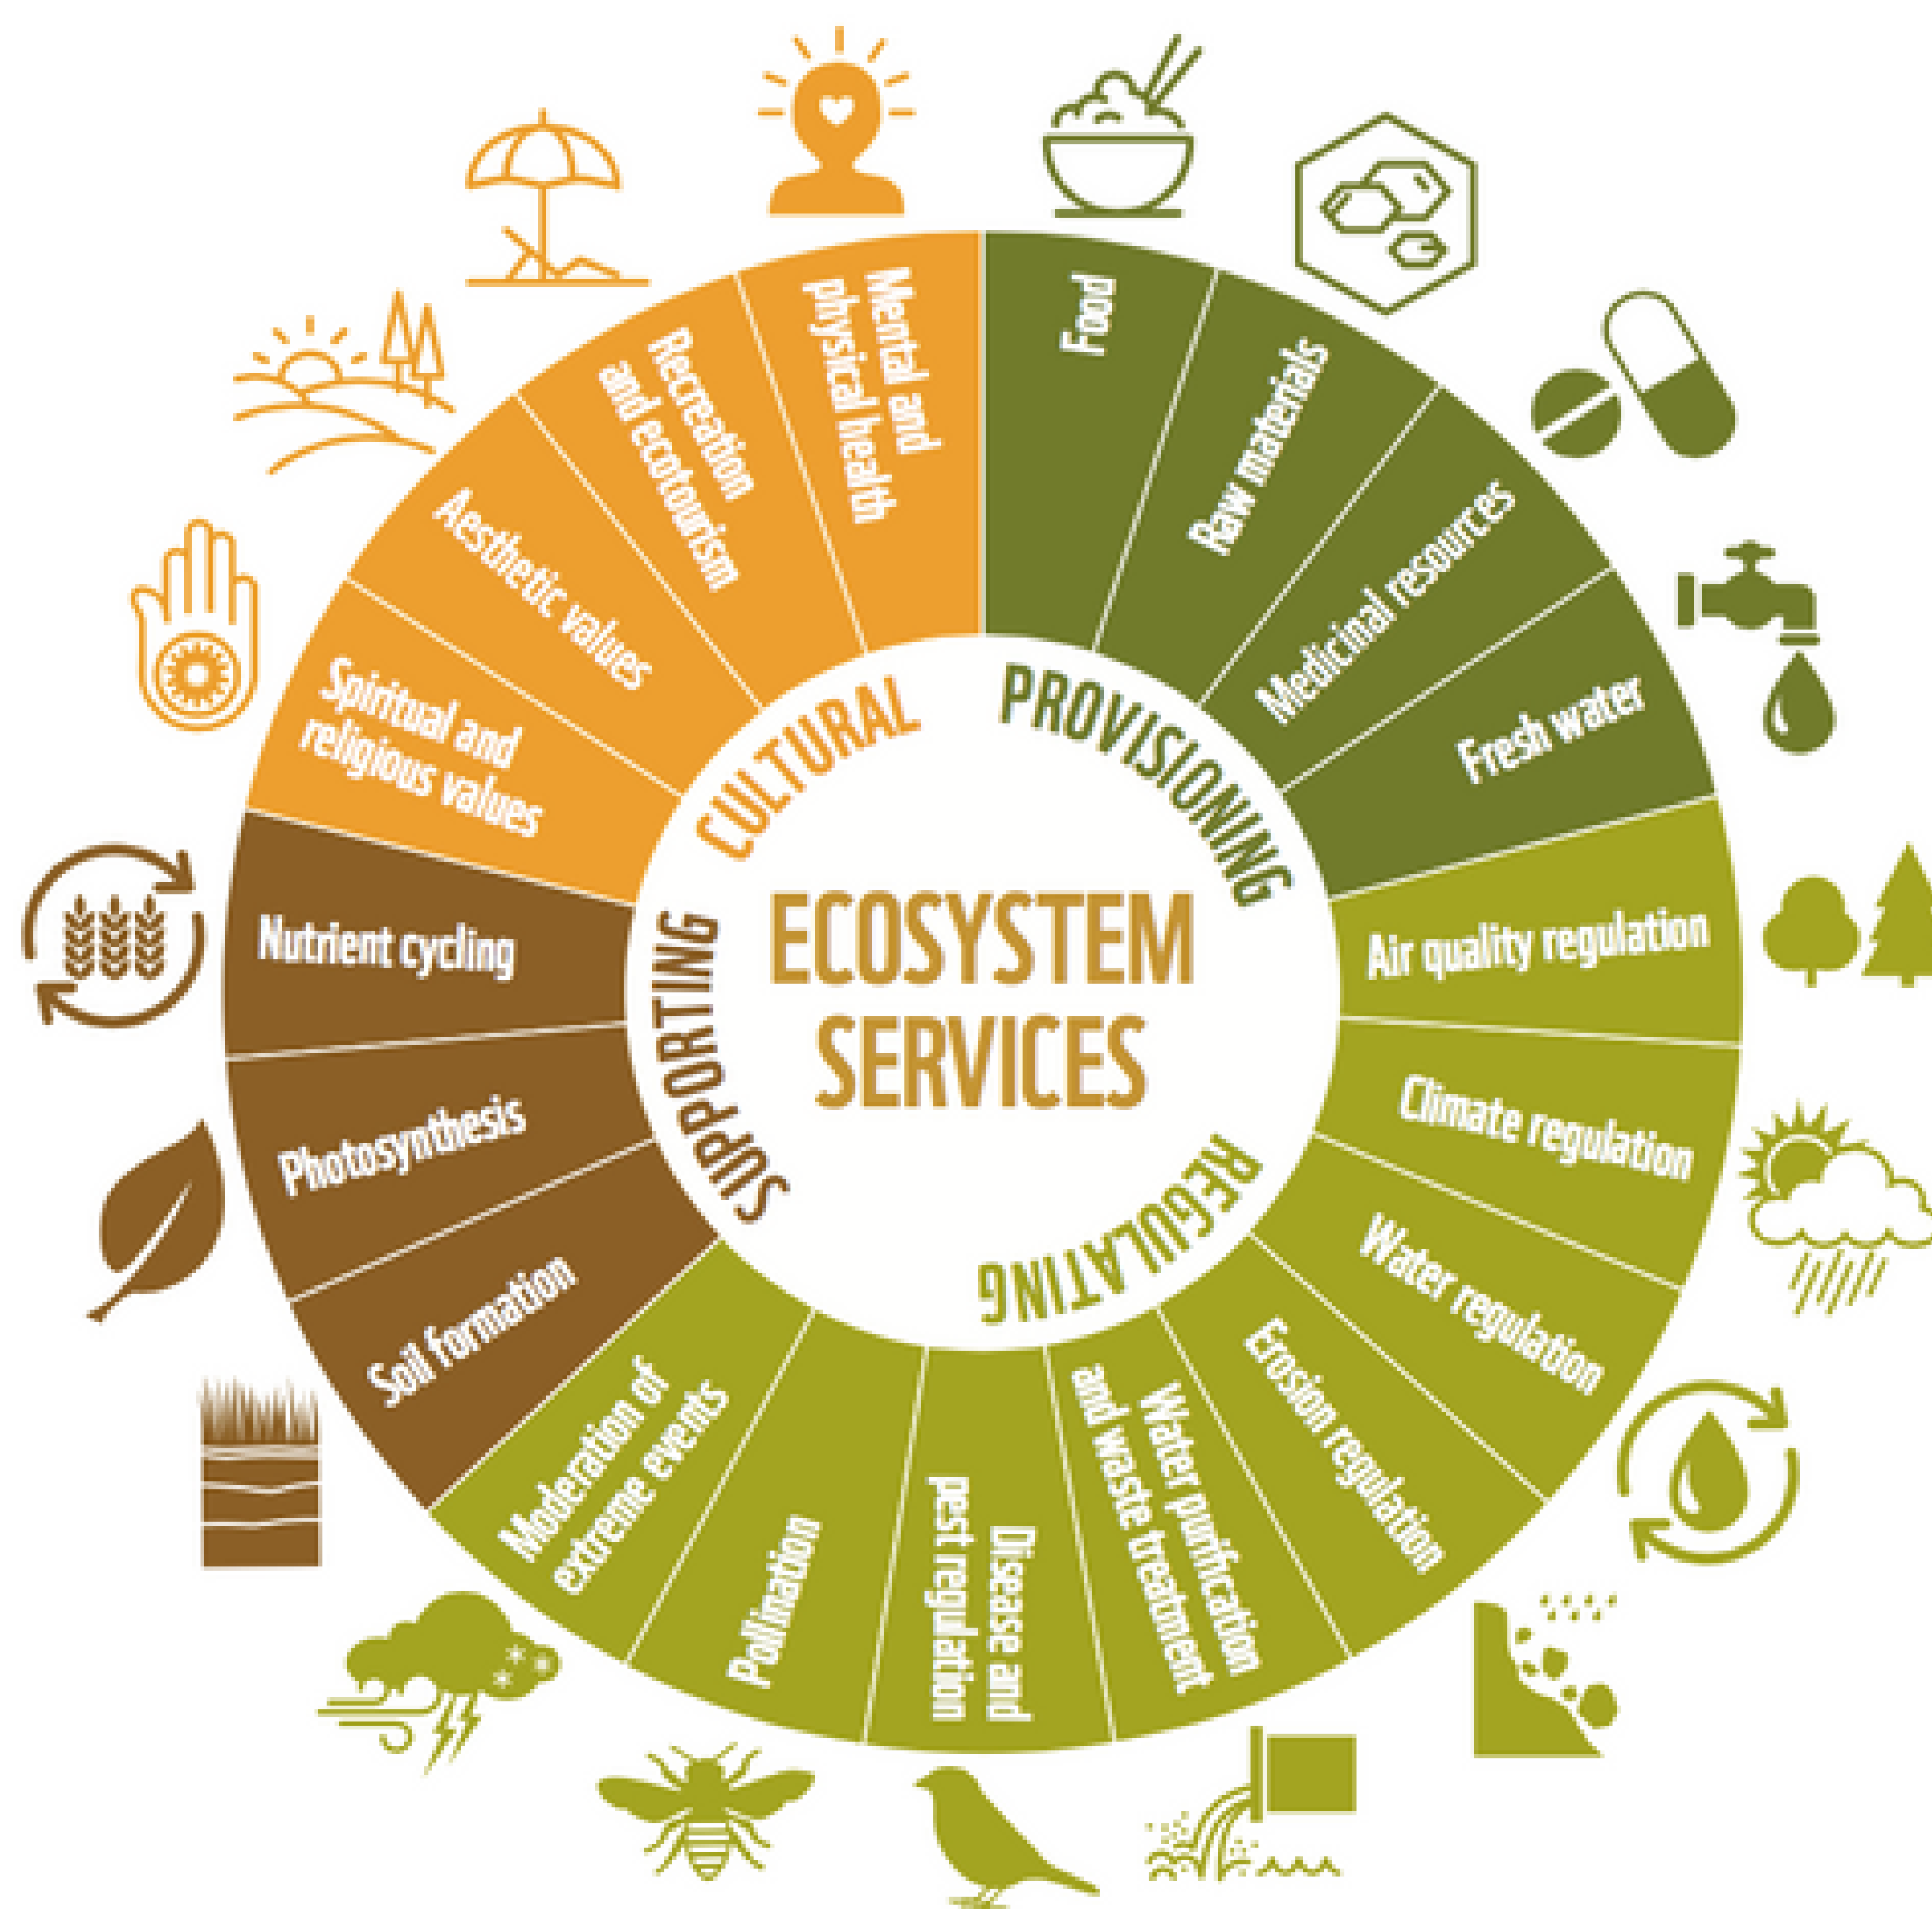 ECOSYSTEM
SERVICES
PROVISIONING
Food
Raw materials
Medicinal resources
Fresh water
REGULATING
Air quality regulation
Climate regulation
Water regulation
Erosion regulation
Water purification
and waste treatment
Disease and
pest regulation
Pollination
Moderation of
extreme events
SUPPORTING
Soil formation
Photosynthesis
Nutrient cycling
CULTURAL
Spiritual and
religious values
Aesthetic values
Recreation
and ecotourism
Mental and
physical health